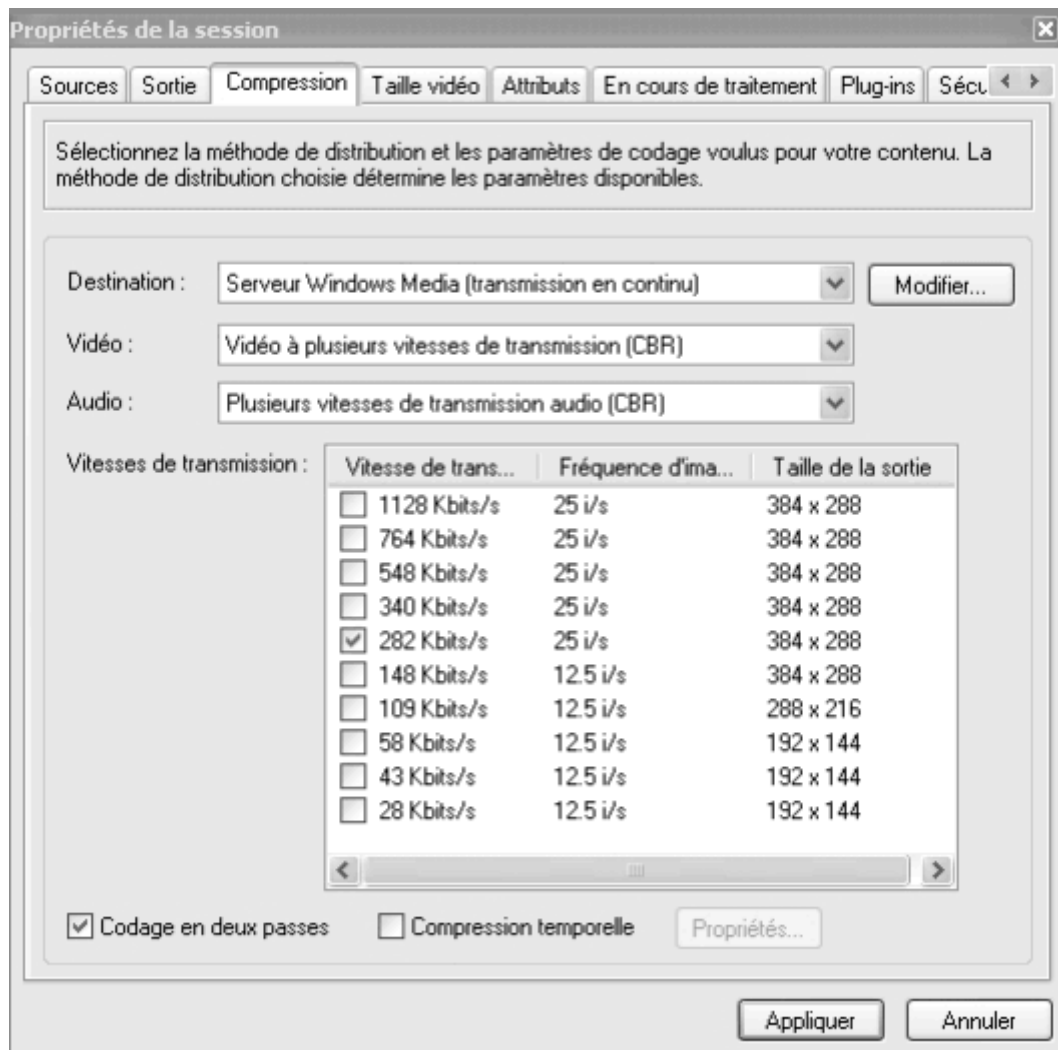 Propriétés de la session
Sources Sortie Compression Taille vidéo Attributs En cours de traitement Plug-ins Sécu
Sélectionnez la méthode de distribution et les paramètres de codage voulus pour votre contenu. La
méthode de distribution choisie détermine les paramètres disponibles.
Destination : Serveur Windows Media (transmission en continu) Modifier...
Vidéo : Vidéo à plusieurs vitesses de transmission (CBR)
Audio : Plusieurs vitesses de transmission audio (CBR)
Vitesses de transmission : Vitesse de trans... Fréquence d'ima... Taille de la sortie
1128 Kbits/s 25 i/s 384 x 288
764 Kbits/s 25 i/s 384 x 288
548 Kbits/s 25 i/s 384 x 288
340 Kbits/s 25 i/s 384 x 288
282 Kbits/s 25 i/s 384 x 288
148 Kbits/s 12.5 i/s 384 x 288
109 Kbits/s 12.5 i/s 288 x 216
58 Kbits/s 12.5 i/s 192 x 144
43 Kbits/s 12.5 i/s 192 x 144
28 Kbits/s 12.5 i/s 192 x 144
Codage en deux passes Compression temporelle Propriétés...
Appliquer Annuler